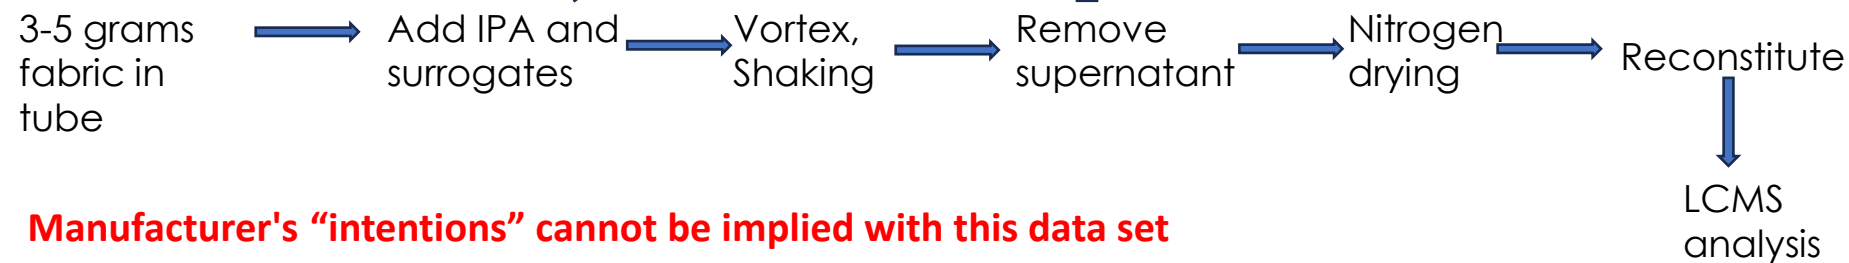 3-5 grams
fabric in
tube
Add IPA and
surrogates
Vortex,
Shaking
Remove
supernatant
Nitrogen
drying
Reconstitute
LCMS
analysis
Manufacturer's “intentions” cannot be implied with this data set